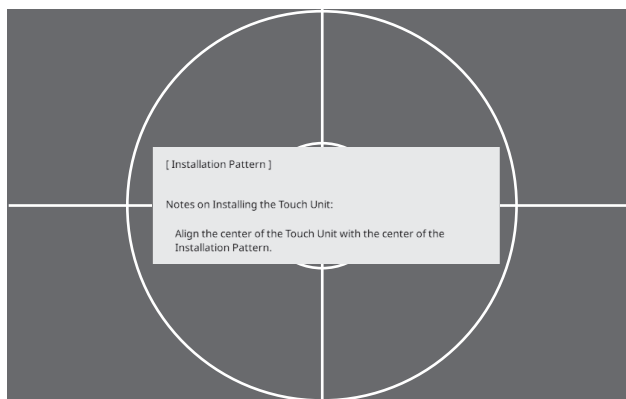 [ Installation Pattern ]
Notes on Installing the Touch Unit:
Align the center of the Touch Unit with the center of the
Installation Pattern.